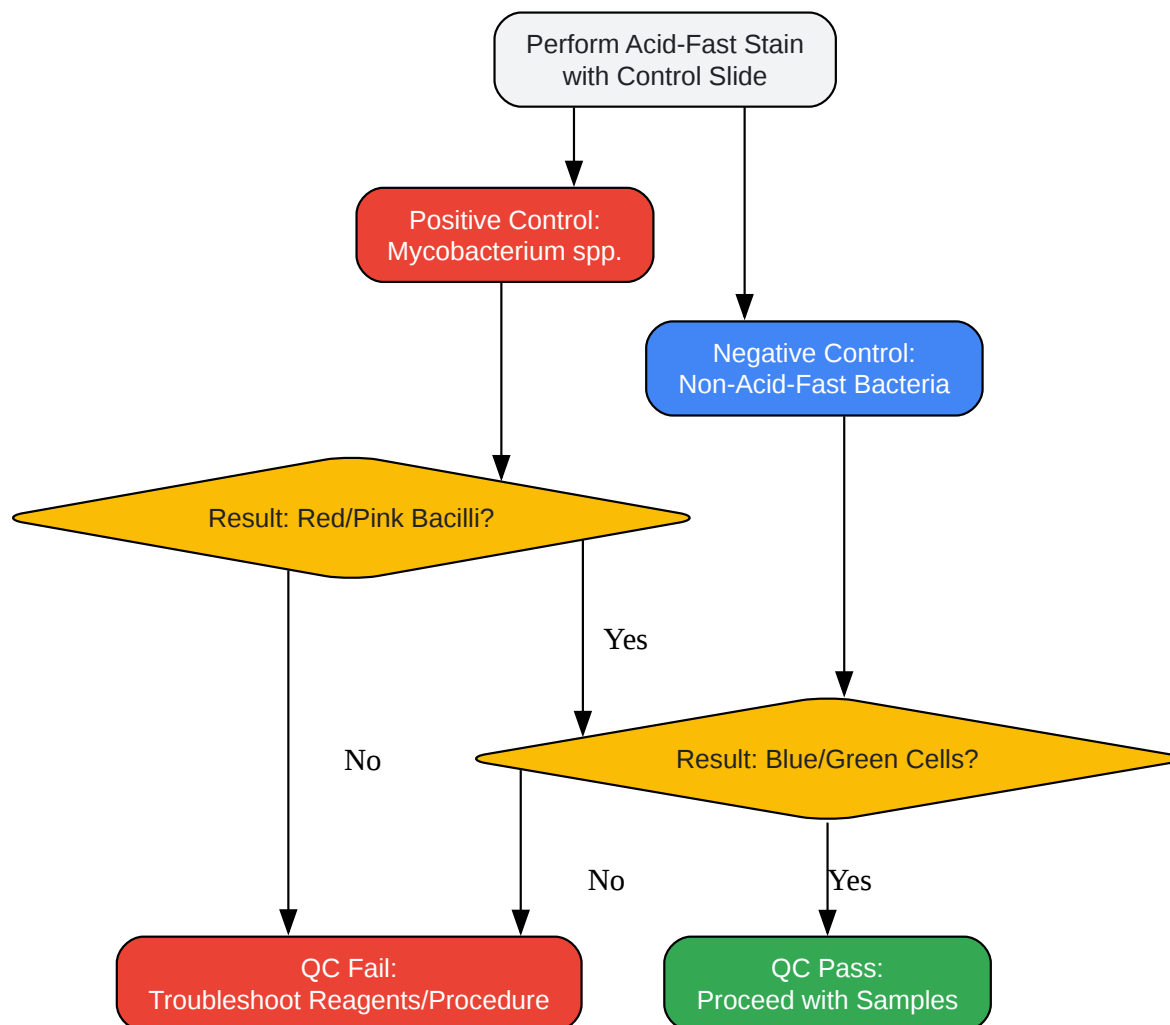 Perform Acid-Fast Stain
with Control Slide
Positive Control:
Mycobacterium spp.
Negative Control:
Non-Acid-Fast Bacteria
Result: Red/Pink Bacilli?
Yes
No
Result: Blue/Green Cells?
No
Yes
QC Fail:
Troubleshoot Reagents/Procedure
QC Pass:
Proceed with Samples